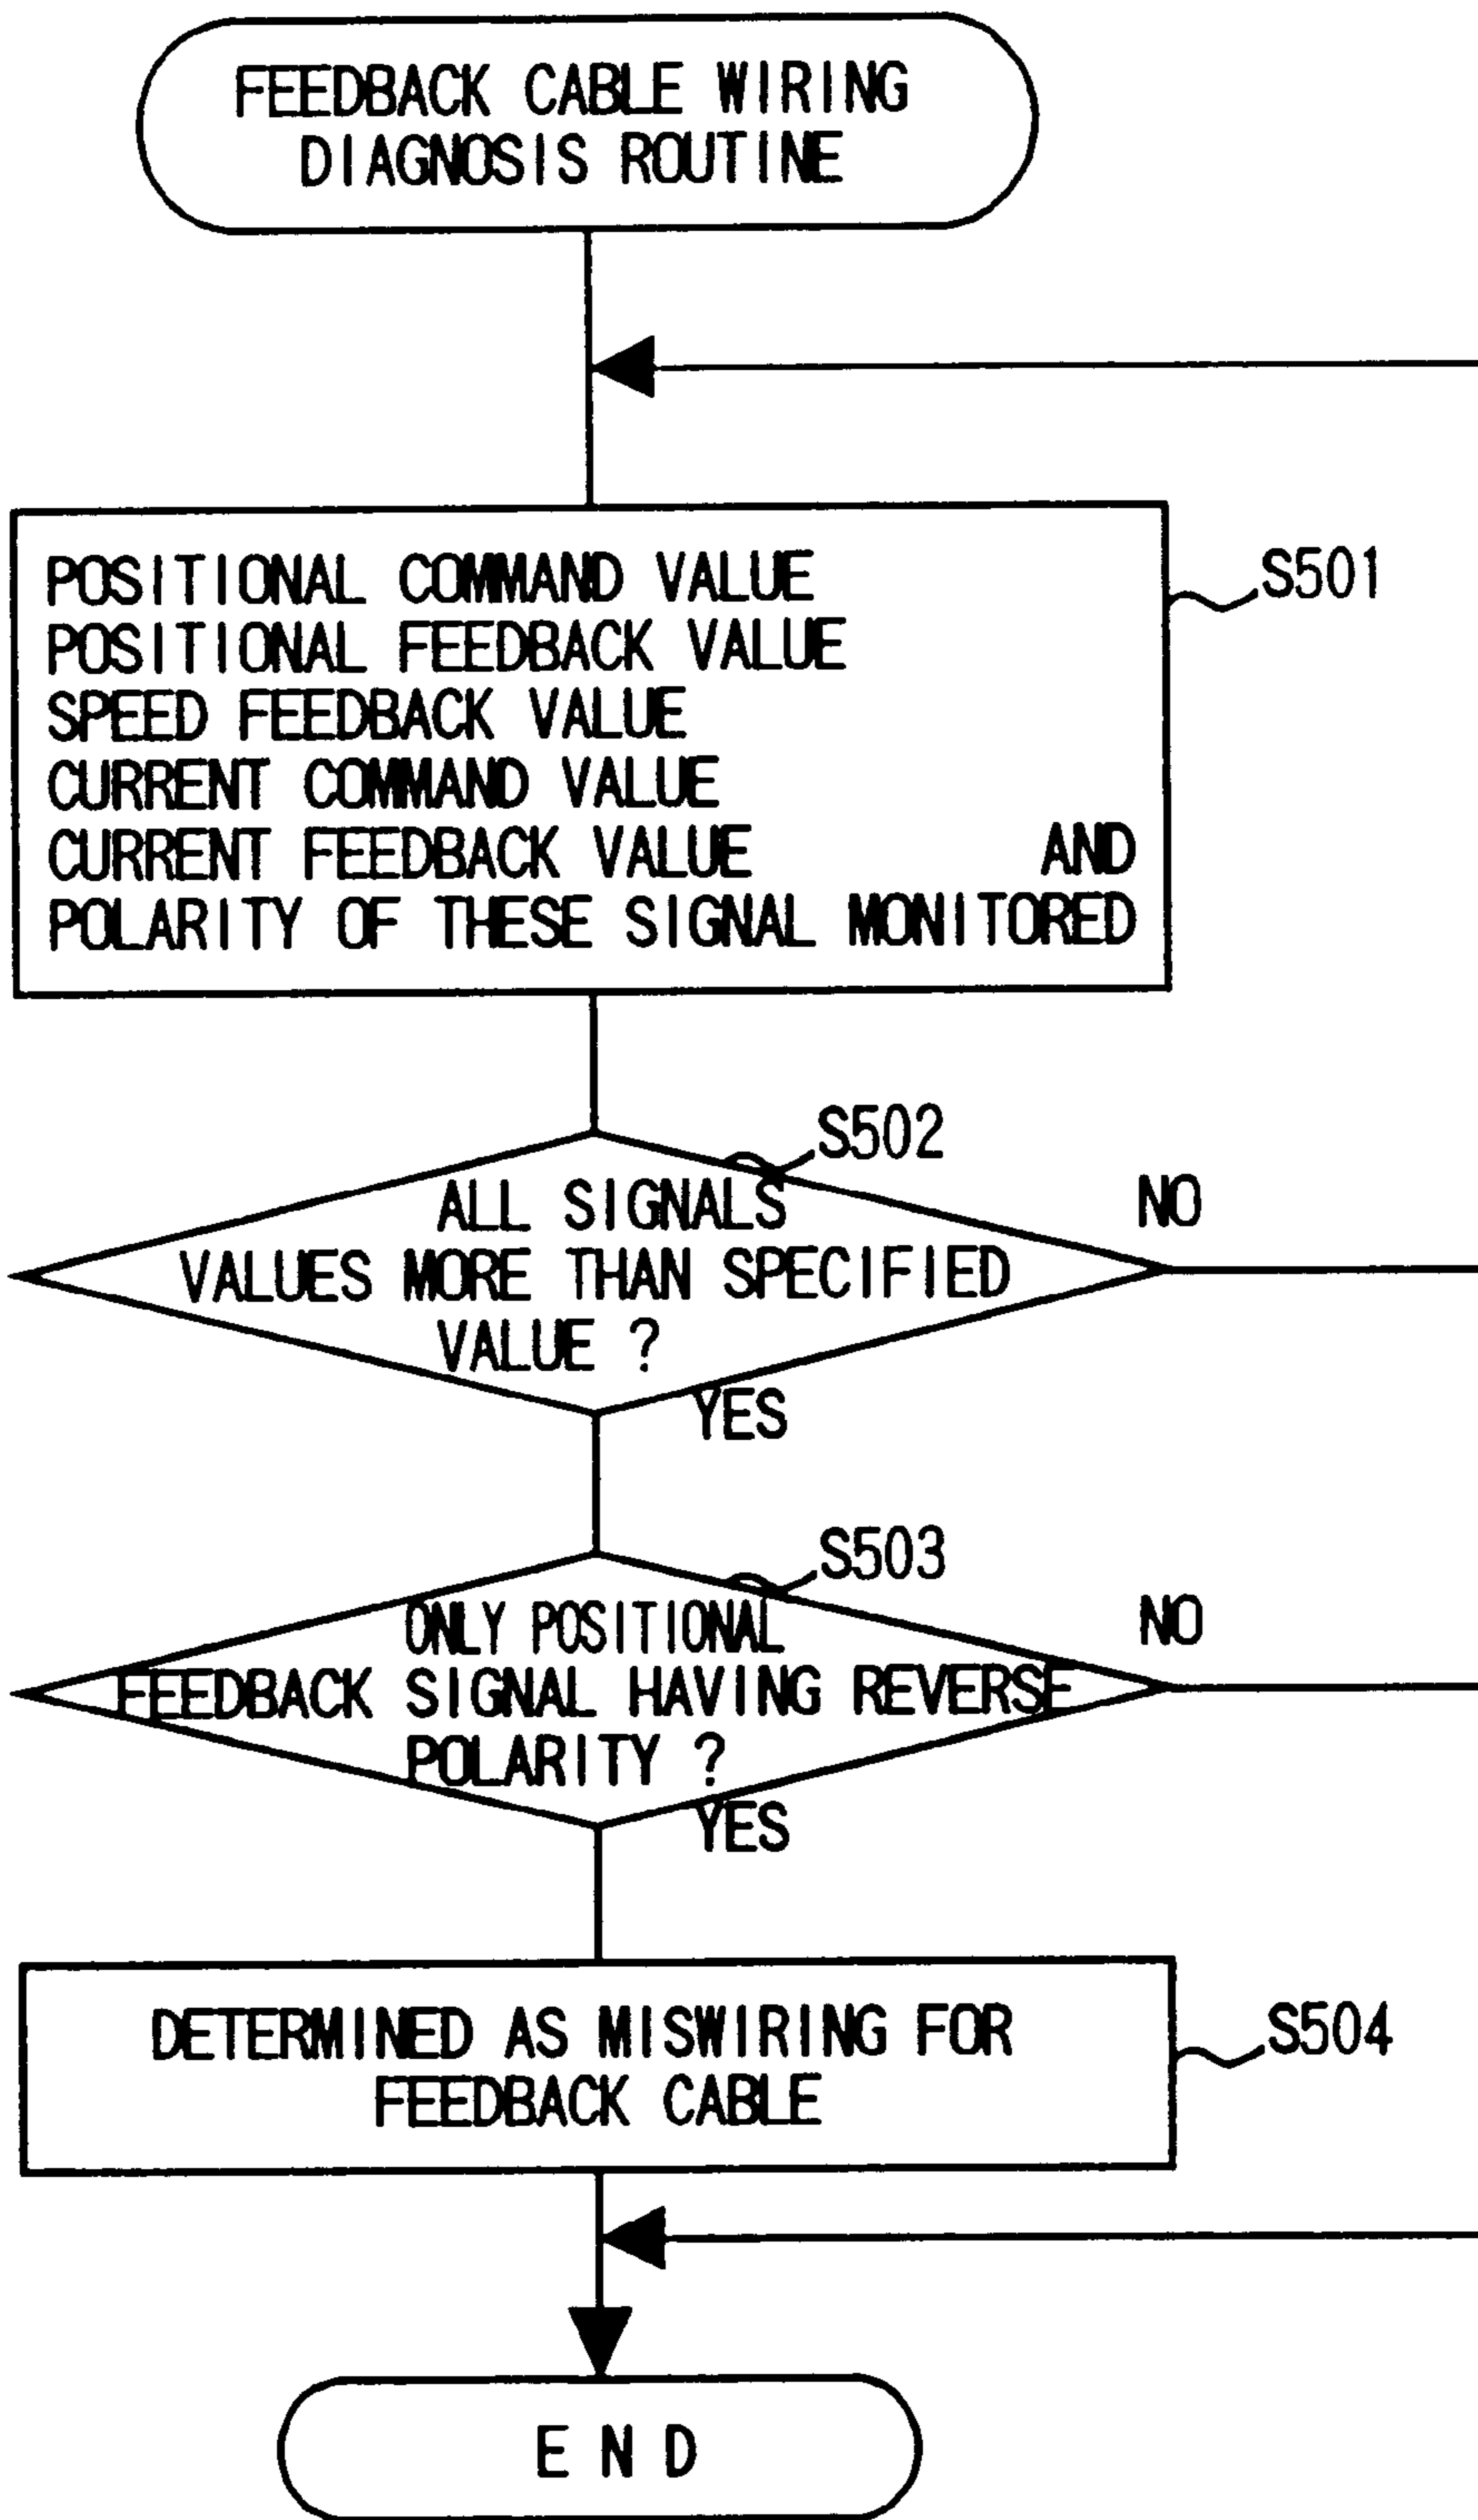 FEEDBACK CABLE WIRING
DIAGNOSIS ROUTINE
POSITIONAL COMMAND VALUE
POSITIONAL FEEDBACK VALUE
SPEED FEEDBACK VALUE
CURRENT COMMAND VALUE
CURRENT FEEDBACK VALUE AND
POLARITY OF THESE SIGNAL MONITORED
S501
S502
ALL SIGNALS
VALUES MORE THAN SPECIFIED
VALUE ?
NO
YES
S503
ONLY POSITIONAL
FEEDBACK SIGNAL HAVING REVERSE
POLARITY ?
NO
YES
DETERMINED AS MISWIRING FOR
FEEDBACK CABLE
S504
END